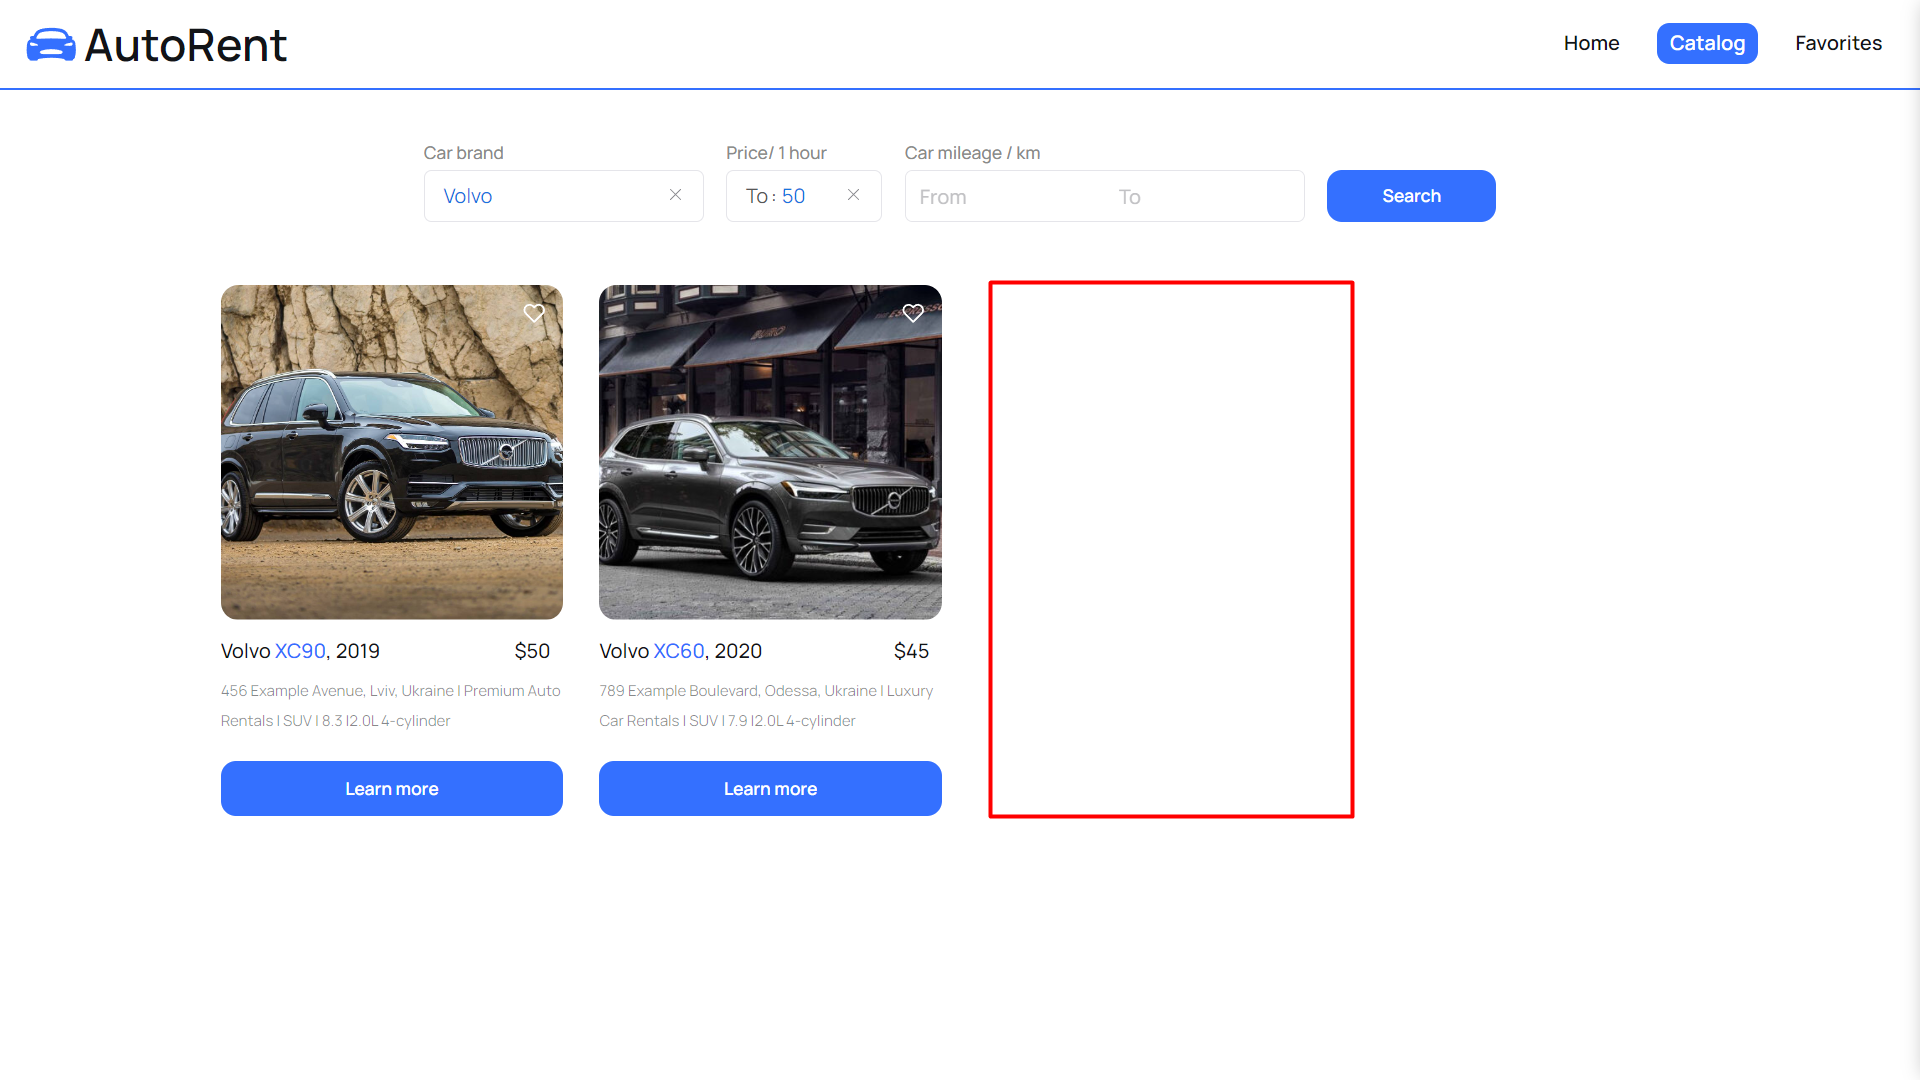 AutoRent
Home
Catalog
Favorites
Car brand
Price/ 1 hour
Car mileage / km
Volvo
To : 50
From
To
Search
Volvo XC90, 2019
$50
456 Example Avenue, Lviv, Ukraine | Premium Auto
Rentals | SUV | 8.3 |2.0L 4-cylinder
Learn more
Volvo XC60, 2020
$45
789 Example Boulevard, Odessa, Ukraine | Luxury
Car Rentals | SUV | 7.9 |2.0L 4-cylinder
Learn more